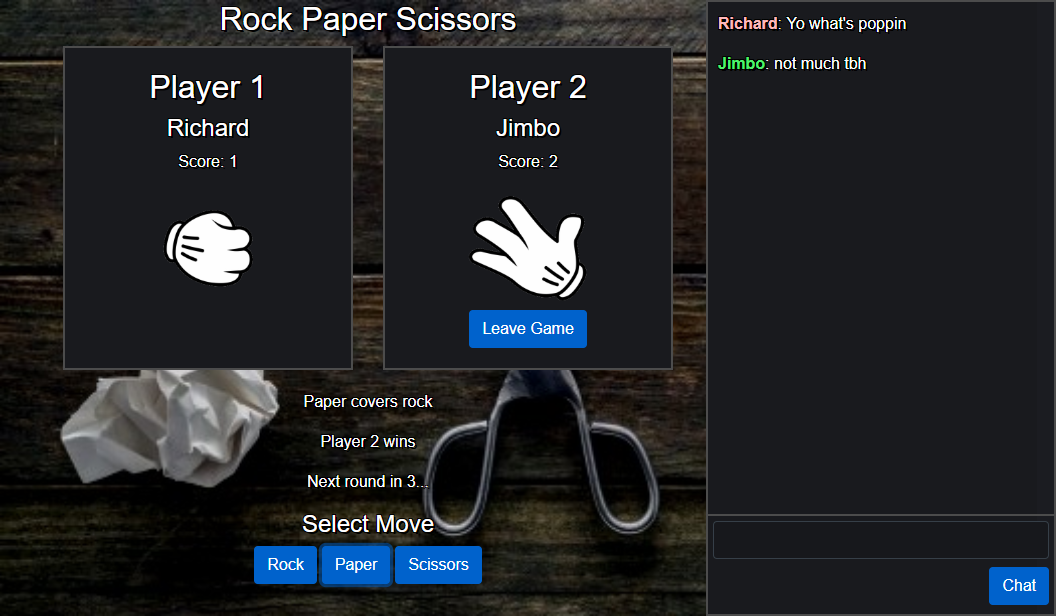 Rock Paper Scissors
Player 1
Richard
Score: 1
Player 2
Jimbo
Score: 2
Leave Game
Paper covers rock
Player 2 wins
Next round in 3...
Select Move
Rock
Paper
Scissors
Richard: Yo what's poppin
Jimbo: not much tbh
Chat